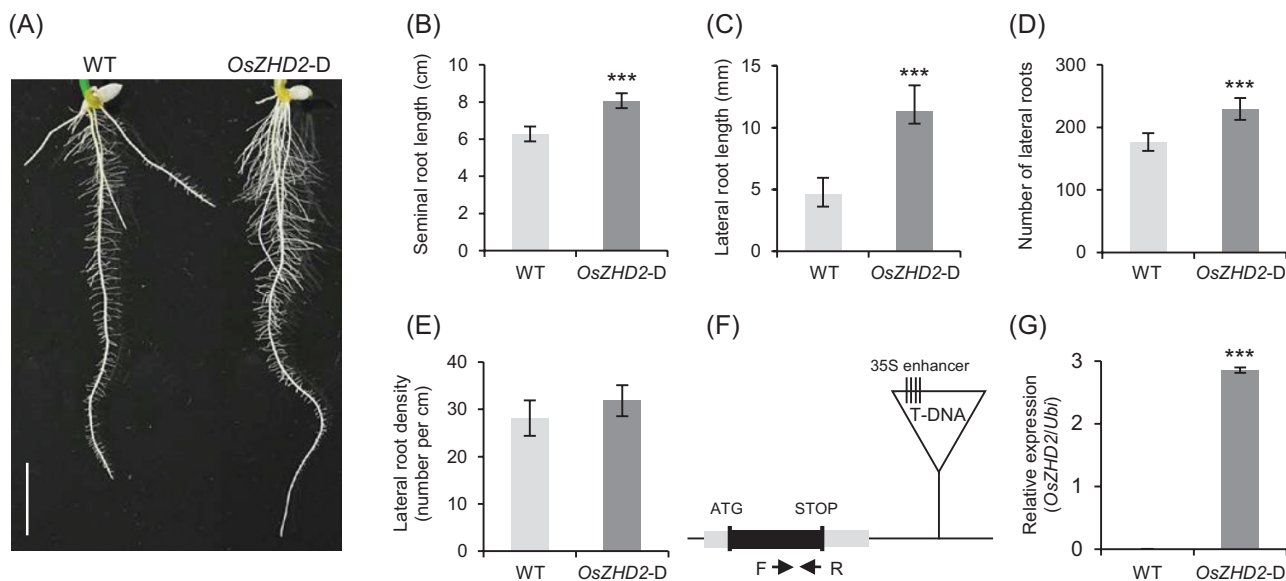 (A)
WT OsZHD2-D
(B)
Seminal root length (cm)
10
8
6
4
2
0
***
WT OsZHD2-D
(C)
Lateral root length (mm)
15
10
5
0
***
WT OsZHD2-D
(D)
Number of lateral roots
300
200
100
0
***
WT OsZHD2-D
(E)
Lateral root density
(number per cm)
40
30
20
10
0
WT OsZHD2-D
(F)
35S enhancer
T-DNA
ATG STOP
F R
(G)
Relative expression
(OsZHD2/Ubi)
3
2
1
0
***
WT OsZHD2-D